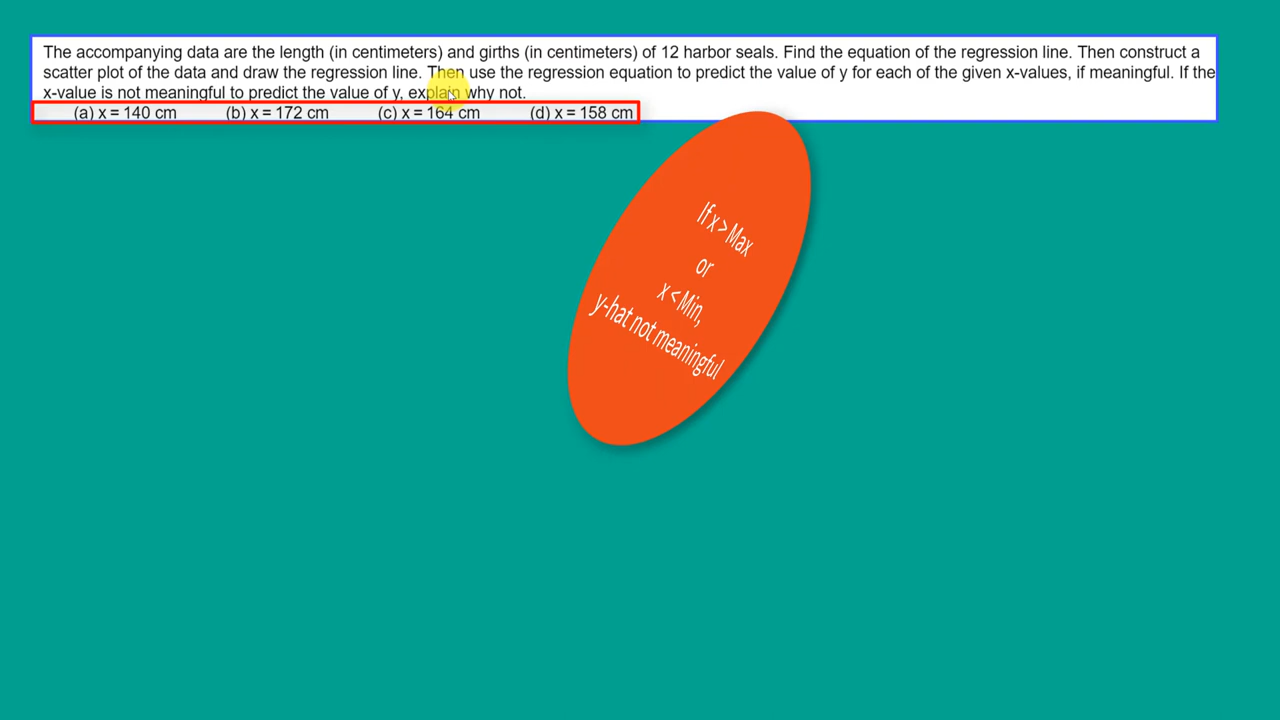 The accompanying data are the length (in centimeters) and girths (in centimeters) of 12 harbor seals. Find the equation of the regression line. Then construct a
scatter plot of the data and draw the regression line. Then use the regression equation to predict the value of y for each of the given x-values, if meaningful. If the
x-value is not meaningful to predict the value of y, explain why not.
(a) x = 140 cm (b) x = 172 cm (c) x = 164 cm (d) x = 158 cm
If x > Max
or
x < Min,
y-hat not meaningful